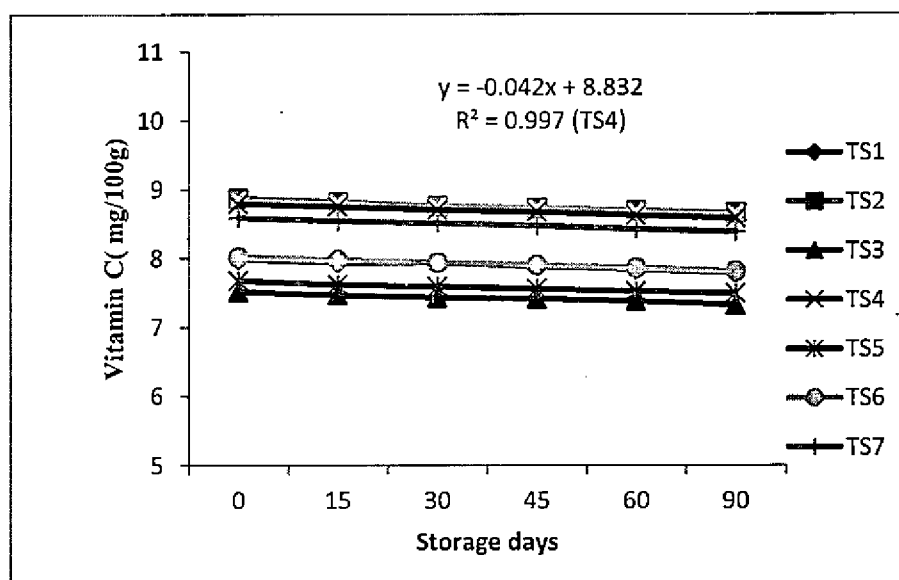 y = -0.042x + 8.832
R² = 0.997 (TS4)
11
10
9
8
7
6
5
Vitamin C( mg/100g)
0 15 30 45 60 90
Storage days
TS1
TS2
TS3
TS4
TS5
TS6
TS7